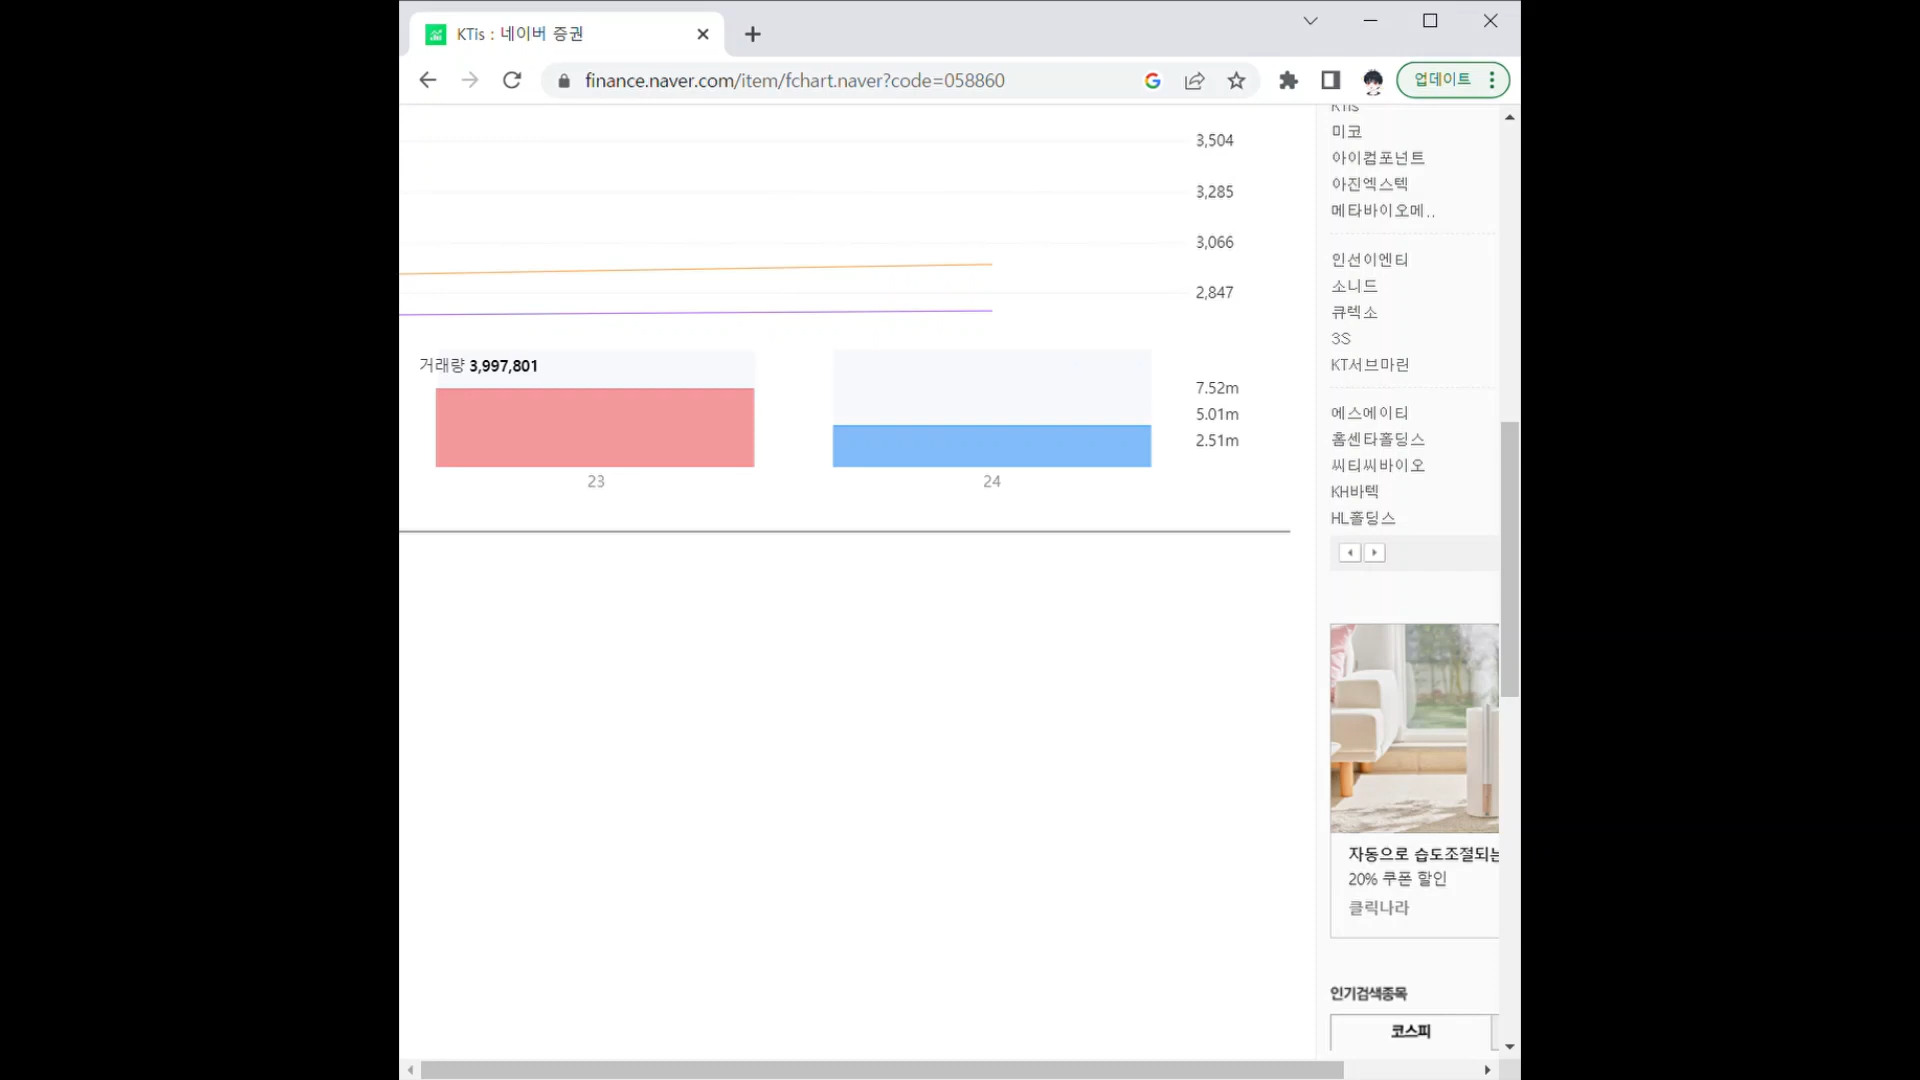 KTis : 네이버 증권
finance.naver.com/item/fchart.naver?code=058860
업데이트
3,504
3,285
3,066
2,847
거래량 3,997,801
7.52m
5.01m
2.51m
23
24
KTis
미코
아이컴포넌트
아진엑스텍
메타바이오메..
인선이엔티
소니드
큐렉소
3S
KT서브마린
에스에이티
홈센타홀딩스
씨티씨바이오
KH바텍
HL홀딩스
자동으로 습도조절되는
20% 쿠폰 할인
클릭나라
인기검색종목
코스피